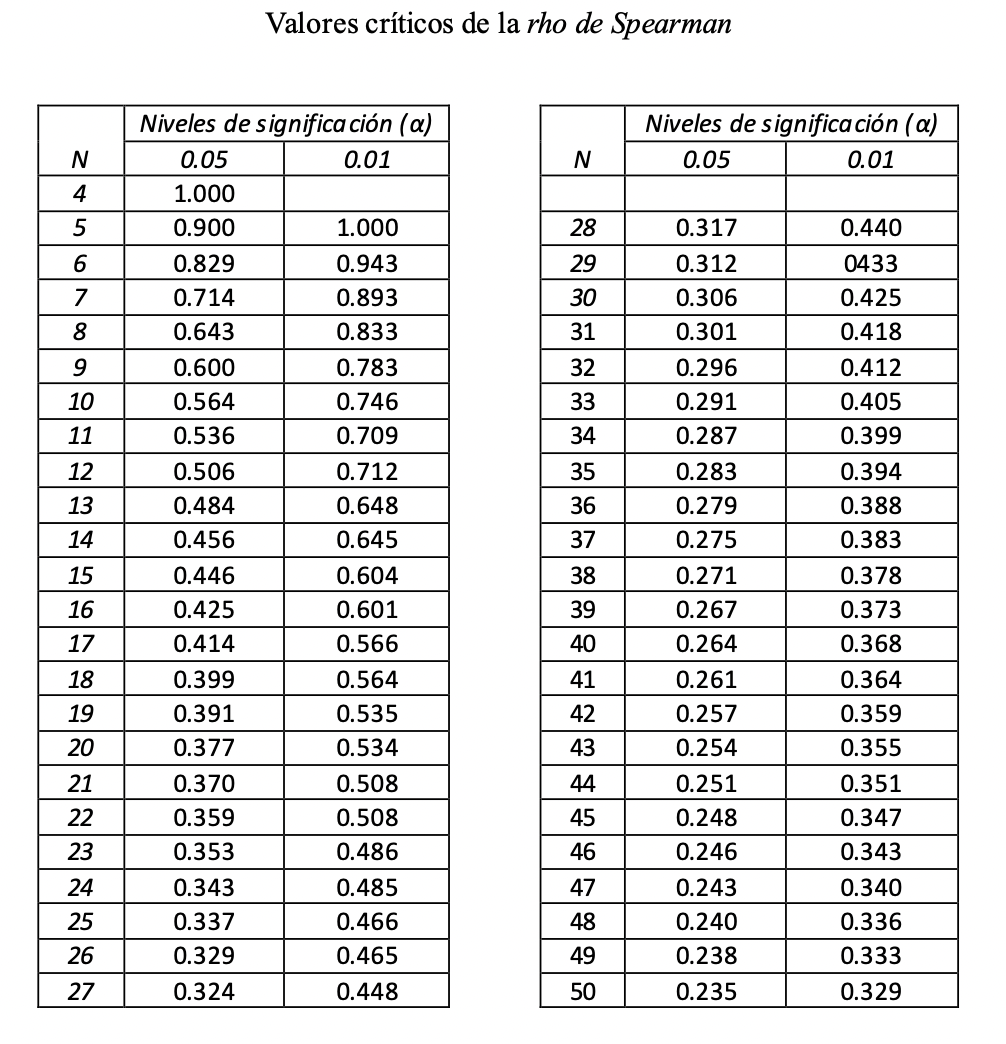 Valores críticos de la rho de Spearman
Niveles de significación (α)
N 0.05 0.01
4 1.000
5 0.900 1.000
6 0.829 0.943
7 0.714 0.893
8 0.643 0.833
9 0.600 0.783
10 0.564 0.746
11 0.536 0.709
12 0.506 0.712
13 0.484 0.648
14 0.456 0.645
15 0.446 0.604
16 0.425 0.601
17 0.414 0.566
18 0.399 0.564
19 0.391 0.535
20 0.377 0.534
21 0.370 0.508
22 0.359 0.508
23 0.353 0.486
24 0.343 0.485
25 0.337 0.466
26 0.329 0.465
27 0.324 0.448
Niveles de significación (α)
N 0.05 0.01
28 0.317 0.440
29 0.312 0433
30 0.306 0.425
31 0.301 0.418
32 0.296 0.412
33 0.291 0.405
34 0.287 0.399
35 0.283 0.394
36 0.279 0.388
37 0.275 0.383
38 0.271 0.378
39 0.267 0.373
40 0.264 0.368
41 0.261 0.364
42 0.257 0.359
43 0.254 0.355
44 0.251 0.351
45 0.248 0.347
46 0.246 0.343
47 0.243 0.340
48 0.240 0.336
49 0.238 0.333
50 0.235 0.329